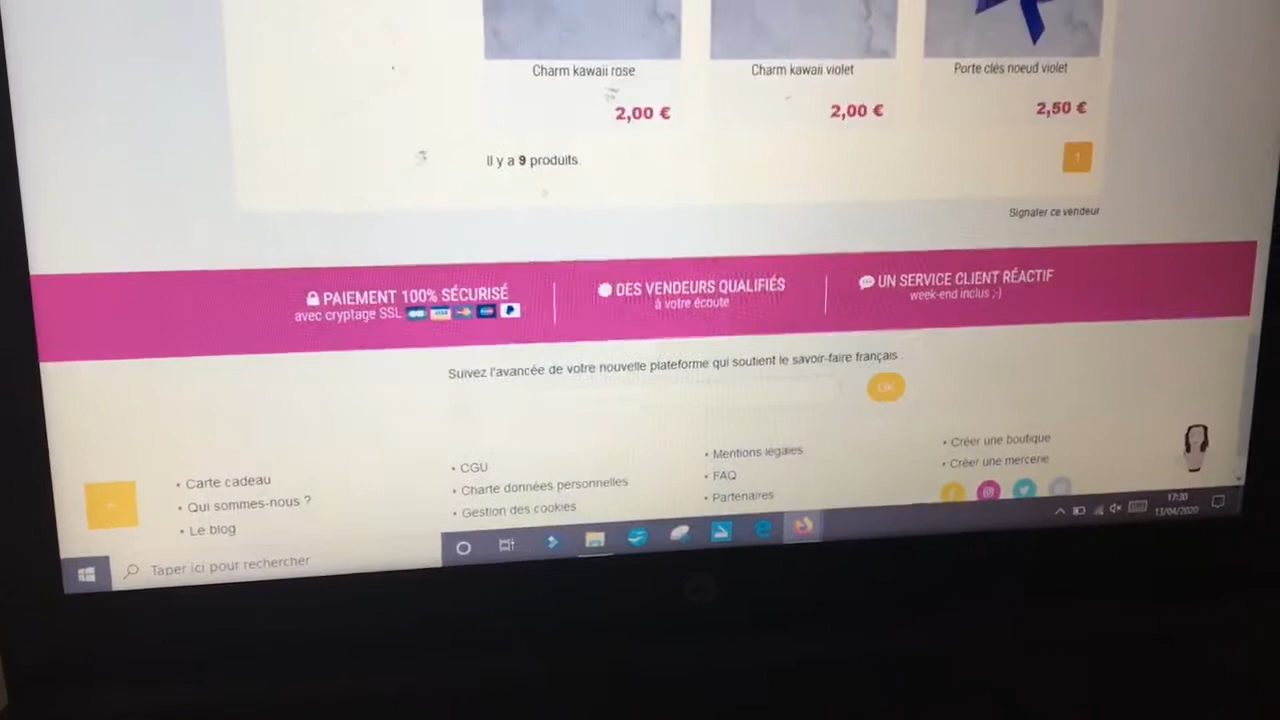 Charm kawaii rose
Charm kawaii violet
Porte clés noeud violet
2,00 €
2,00 €
2,50 €
Il y a 9 produits.
1
Signaler ce vendeur
PAIEMENT 100% SÉCURISÉ
avec cryptage SSL
VISA
DES VENDEURS QUALIFIÉS
à votre écoute
UN SERVICE CLIENT RÉACTIF
week-end inclus ;-)
Suivez l'avancée de votre nouvelle plateforme qui soutient le savoir-faire français .
OK
• Carte cadeau
• Qui sommes-nous ?
• Le blog
• CGU
• Charte données personnelles
• Gestion des cookies
• Mentions légales
• FAQ
• Partenaires
• Créer une boutique
• Créer une mercerie
Taper ici pour rechercher
17:30
13/04/2020